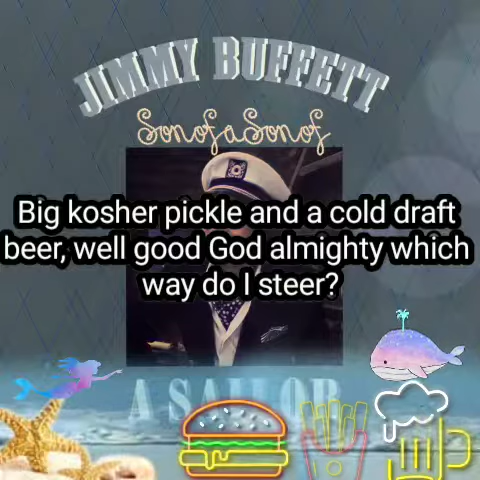 JIMMY BUFFETT
Son of a Son of
Big kosher pickle and a cold draft
beer, well good God almighty which
way do I steer?
A SAILOR